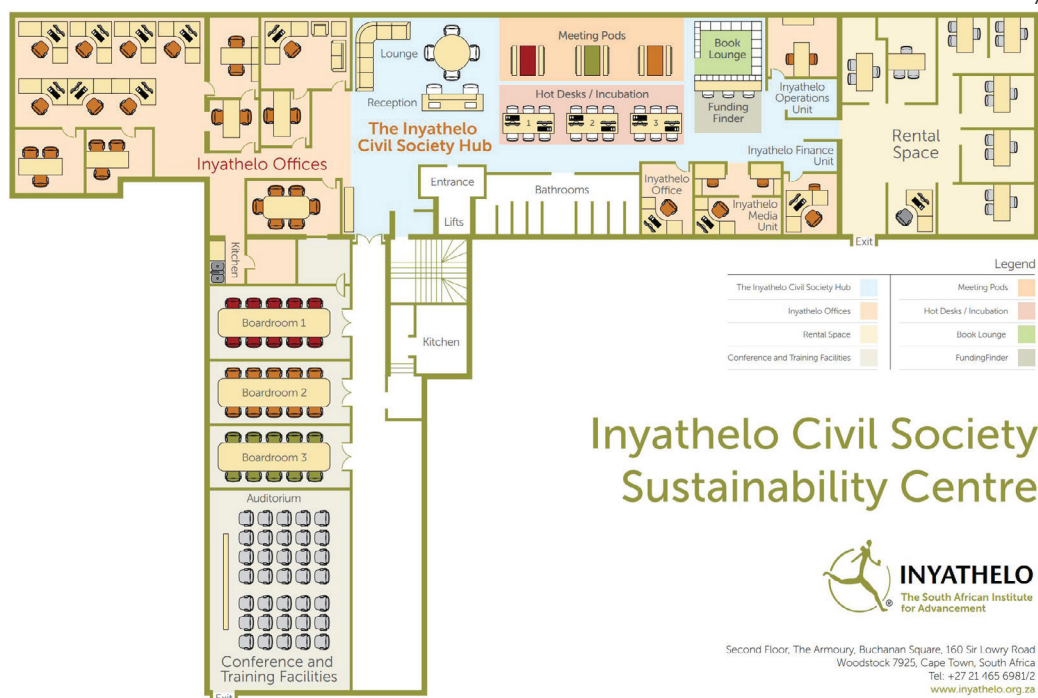 Lounge
Meeting Pods
Book
Lounge
Reception
Hot Desks / Incubation
Funding
Finder
1
2
3
Inyathelo
Operations
Unit
The Inyathelo
Civil Society Hub
Inyathelo Offices
Inyathelo Finance
Unit
Rental
Space
Entrance
Bathrooms
Inyathelo
Office
Inyathelo
Media
Unit
Lifts
Exit
Kitchen
Boardroom 1
Kitchen
Boardroom 2
Boardroom 3
Auditorium
Conference and
Training Facilities
Exit
Legend
The Inyathelo Civil Society Hub
Meeting Pods
Inyathelo Offices
Hot Desks / Incubation
Rental Space
Book Lounge
Conference and Training Facilities
FundingFinder
Inyathelo Civil Society
Sustainability Centre
INYATHELO
®
The South African Institute
for Advancement
Second Floor, The Armoury, Buchanan Square, 160 Sir Lowry Road
Woodstock 7925, Cape Town, South Africa
Tel: +27 21 465 6981/2
www.inyathelo.org.za